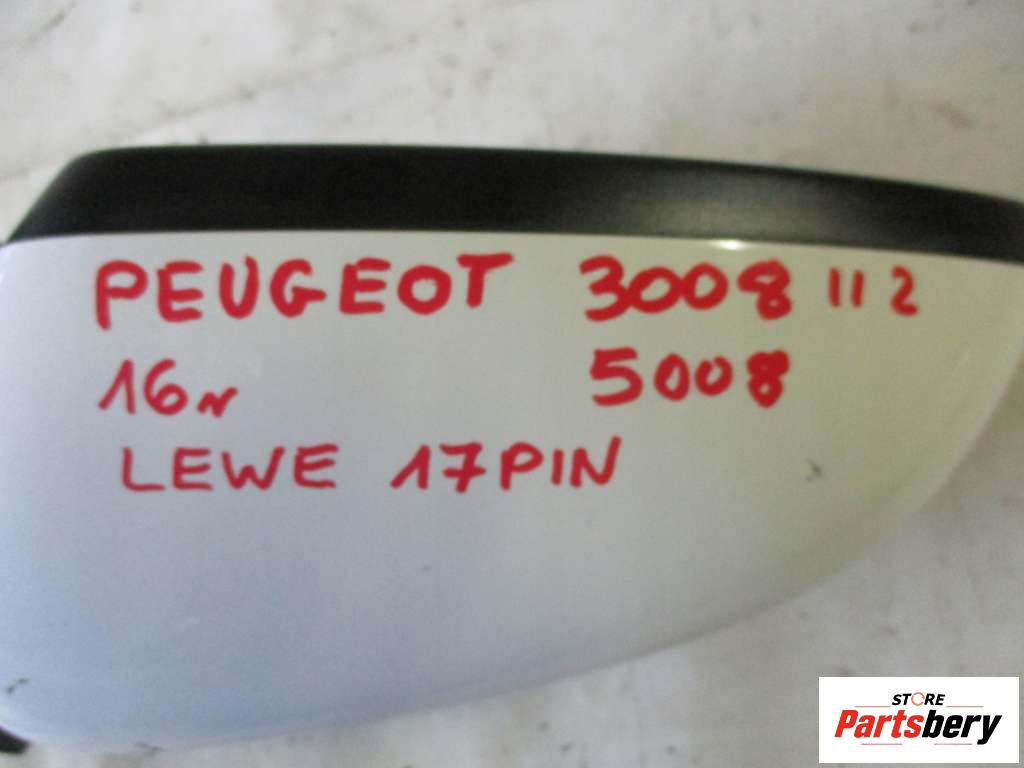 PEUGEOT 3008 II 2
16r 5008
LEWE 17PIN
STORE
Partsbery